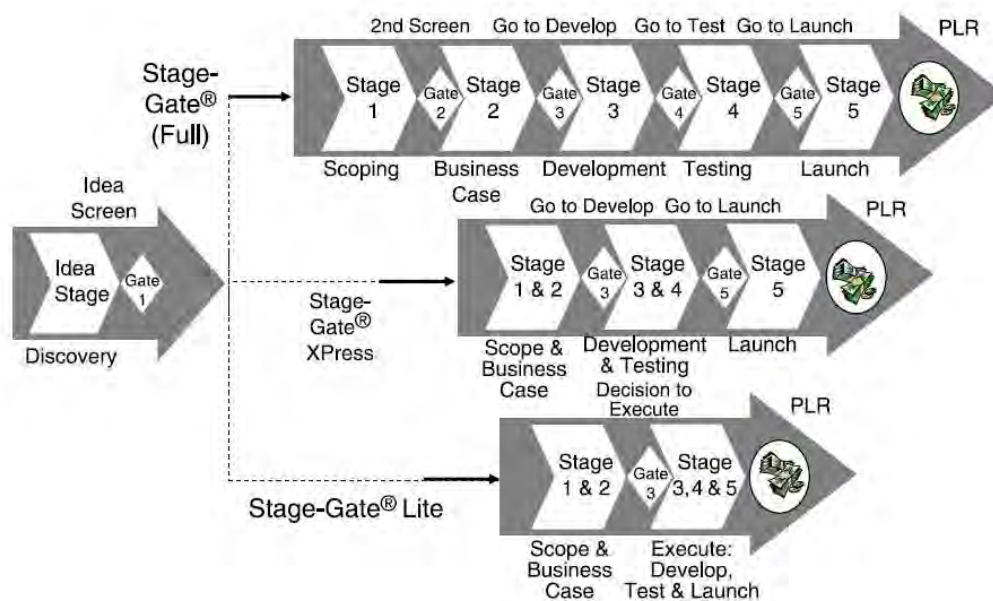 2nd Screen Go to Develop Go to Test Go to Launch
PLR
Stage-
Gate®
(Full)
Stage
1
Gate
2
Stage
2
Gate
3
Stage
3
Gate
4
Stage
4
Gate
5
Stage
5
Scoping
Business
Case
Development
Testing
Launch
Idea
Screen
Idea
Stage
Gate
1
Discovery
Go to Develop Go to Launch
PLR
Stage-
Gate®
XPress
Stage
1 & 2
Gate
3
Stage
3 & 4
Gate
5
Stage
5
Scope &
Business
Case
Development
& Testing
Launch
Decision to
Execute
PLR
Stage-Gate® Lite
Stage
1 & 2
Gate
3
Stage
3, 4 & 5
Scope &
Business
Case
Execute:
Develop,
Test & Launch